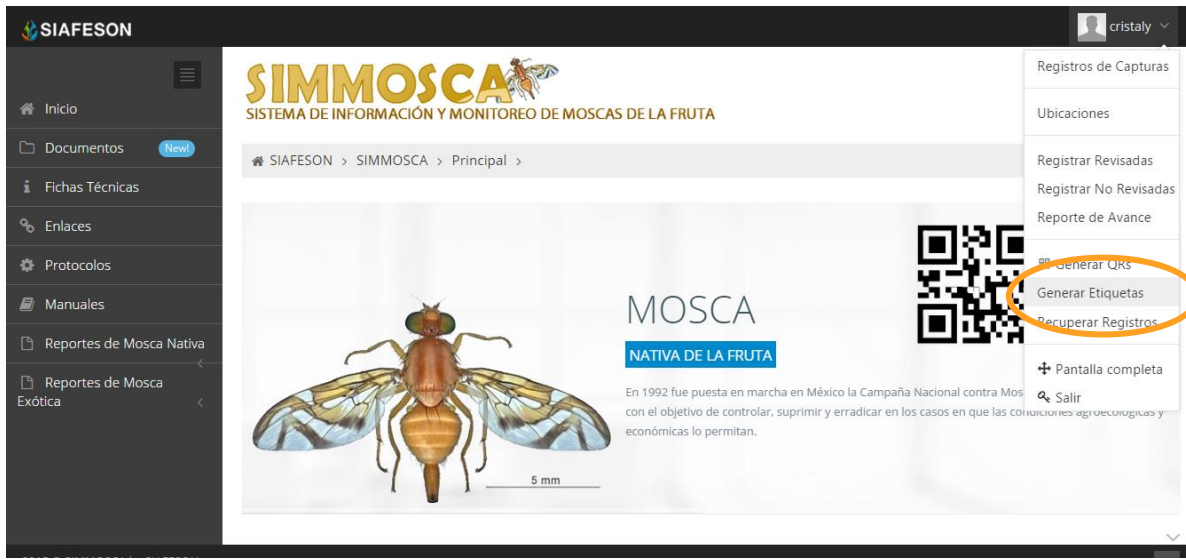 SIAFESON
cristaly
Inicio
Documentos New!
Fichas Técnicas
Enlaces
Protocolos
Manuales
Reportes de Mosca Nativa
Reportes de Mosca
Exótica
SIMMOSCA
SISTEMA DE INFORMACIÓN Y MONITOREO DE MOSCAS DE LA FRUTA
SIAFESON > SIMMOSCA > Principal >
MOSCA
NATIVA DE LA FRUTA
En 1992 fue puesta en marcha en México la Campaña Nacional contra
con el objetivo de controlar, suprimir y erradicar en los casos en que las condiciones agroecológicas y
económicas lo permitan.
5 mm
Registros de Capturas
Ubicaciones
Registrar Revisadas
Registrar No Revisadas
Reporte de Avance
Generar QRs
Generar Etiquetas
Recuperar Registros
Pantalla completa
Salir